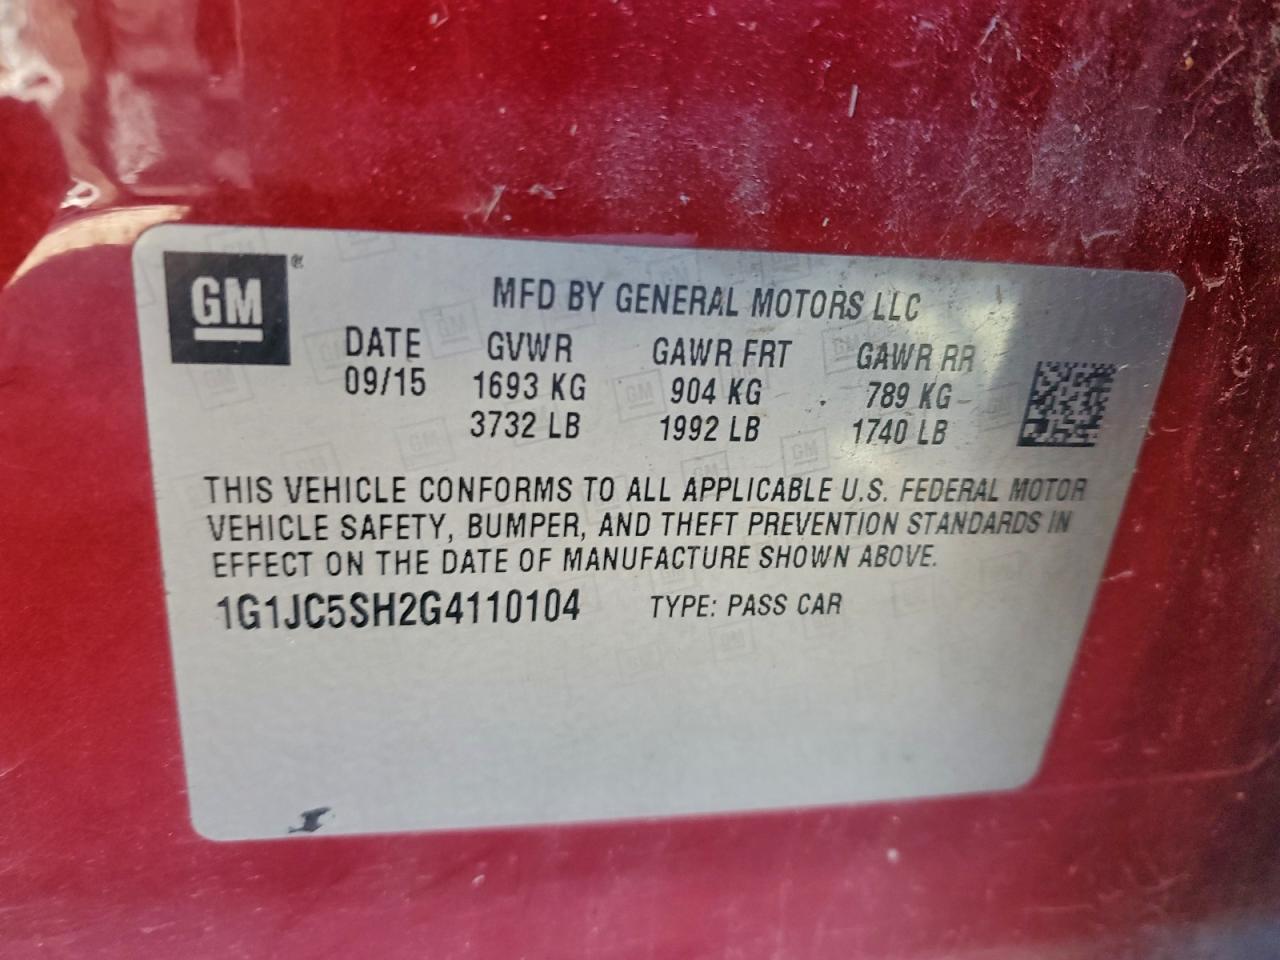 GM®
MFD BY GENERAL MOTORS LLC
DATE GVWR GAWR FRT GAWR RR
09/15 1693 KG 904 KG 789 KG
3732 LB 1992 LB 1740 LB
THIS VEHICLE CONFORMS TO ALL APPLICABLE U.S. FEDERAL MOTOR
VEHICLE SAFETY, BUMPER, AND THEFT PREVENTION STANDARDS IN
EFFECT ON THE DATE OF MANUFACTURE SHOWN ABOVE.
1G1JC5SH2G4110104 TYPE: PASS CAR